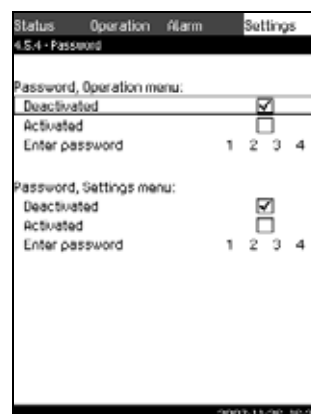 Status Operation Alarm Settings
4.5.4 - Password
Password, Operation menu:
Deactivated
Activated
Enter password 1 2 3 4
Password, Settings menu:
Deactivated
Activated
Enter password 1 2 3 4